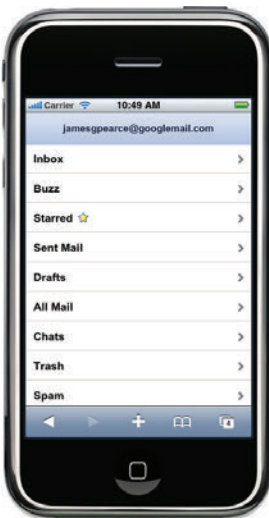 Carrier 10:49 AM
jamesgpearce@googlemail.com
Inbox
Buzz
Starred
Sent Mail
Drafts
All Mail
Chats
Trash
Spam